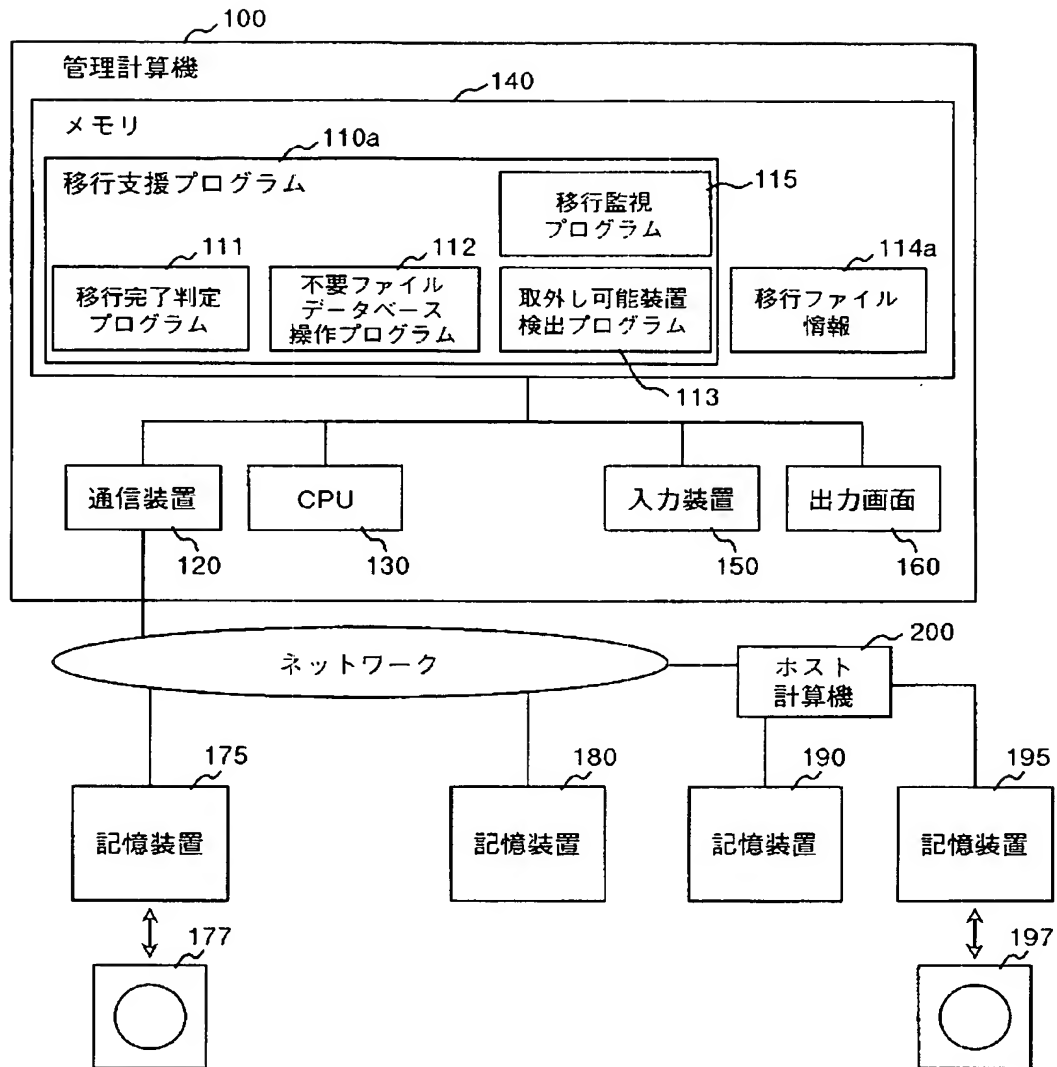 100
管理計算機
140
メモリ
110a
移行支援プログラム
115
移行監視
プログラム
111
112
114a
移行完了判定
プログラム
不要ファイル
データベース
操作プログラム
取外し可能装置
検出プログラム
移行ファイル
情報
113
通信装置
CPU
入力装置
出力画面
120
130
150
160
ネットワーク
200
ホスト
計算機
175
180
190
195
記憶装置
記憶装置
記憶装置
記憶装置
177
197